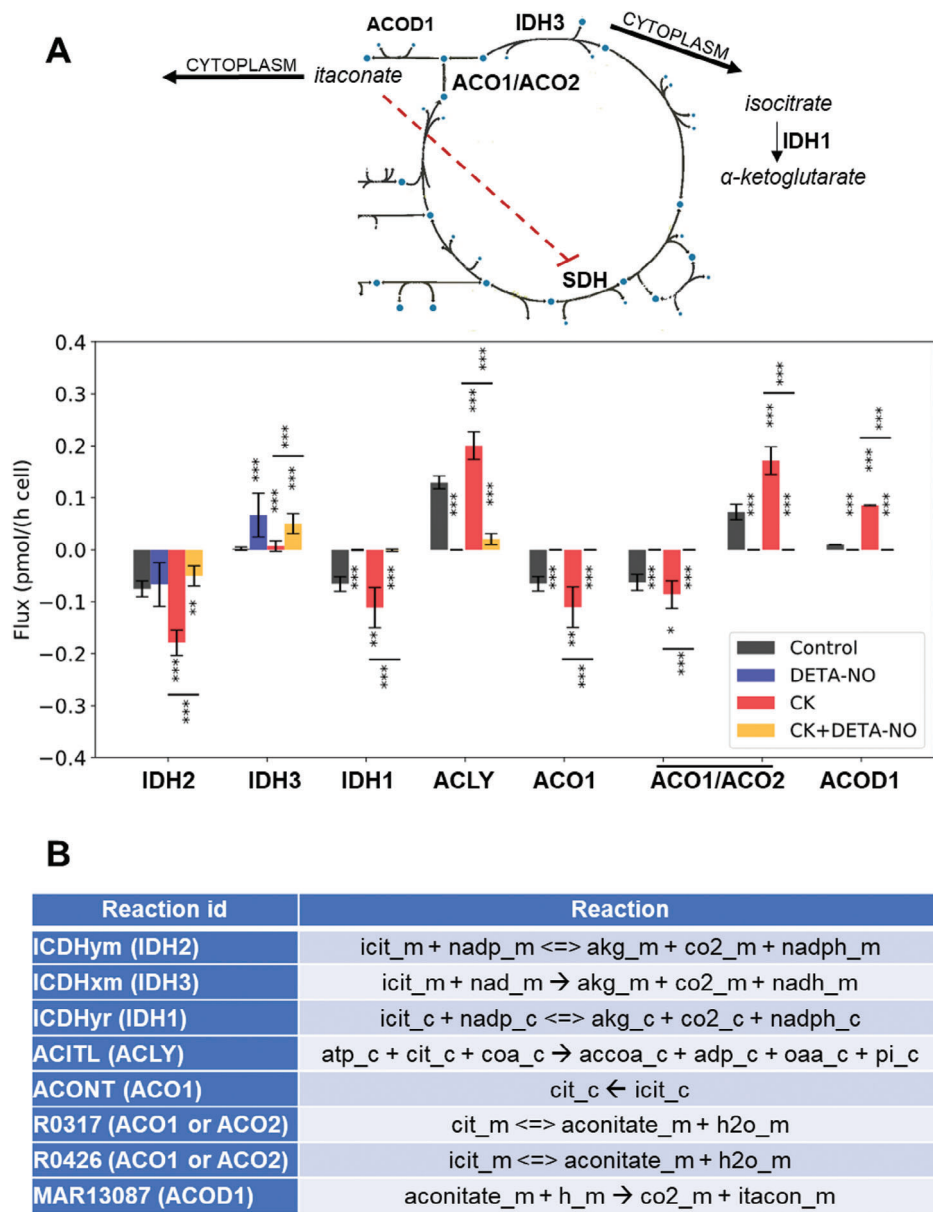 A
ACOD1
IDH3
CYTOPLASM
CYTOPLASM
itaconate
ACO1/ACO2
isocitrate
IDH1
α-ketoglutarate
SDH
Flux (pmol/(h cell)
0.4
0.3
0.2
0.1
0.0
−0.1
−0.2
−0.3
−0.4
***
***
**
***
***
***
***
***
***
**
***
***
***
***
***
***
***
**
***
***
***
*
***
***
***
***
***
***
***
***
***
***
Control
DETA-NO
CK
CK+DETA-NO
IDH2 IDH3 IDH1 ACLY ACO1 ACO1/ACO2 ACOD1
B
Reaction id Reaction
ICDHym (IDH2) icit_m + nadp_m <=> akg_m + co2_m + nadph_m
ICDHxm (IDH3) icit_m + nad_m → akg_m + co2_m + nadh_m
ICDHyr (IDH1) icit_c + nadp_c <=> akg_c + co2_c + nadph_c
ACITL (ACLY) atp_c + cit_c + coa_c → accoa_c + adp_c + oaa_c + pi_c
ACONT (ACO1) cit_c ← icit_c
R0317 (ACO1 or ACO2) cit_m <=> aconitate_m + h2o_m
R0426 (ACO1 or ACO2) icit_m <=> aconitate_m + h2o_m
MAR13087 (ACOD1) aconitate_m + h_m → co2_m + itacon_m